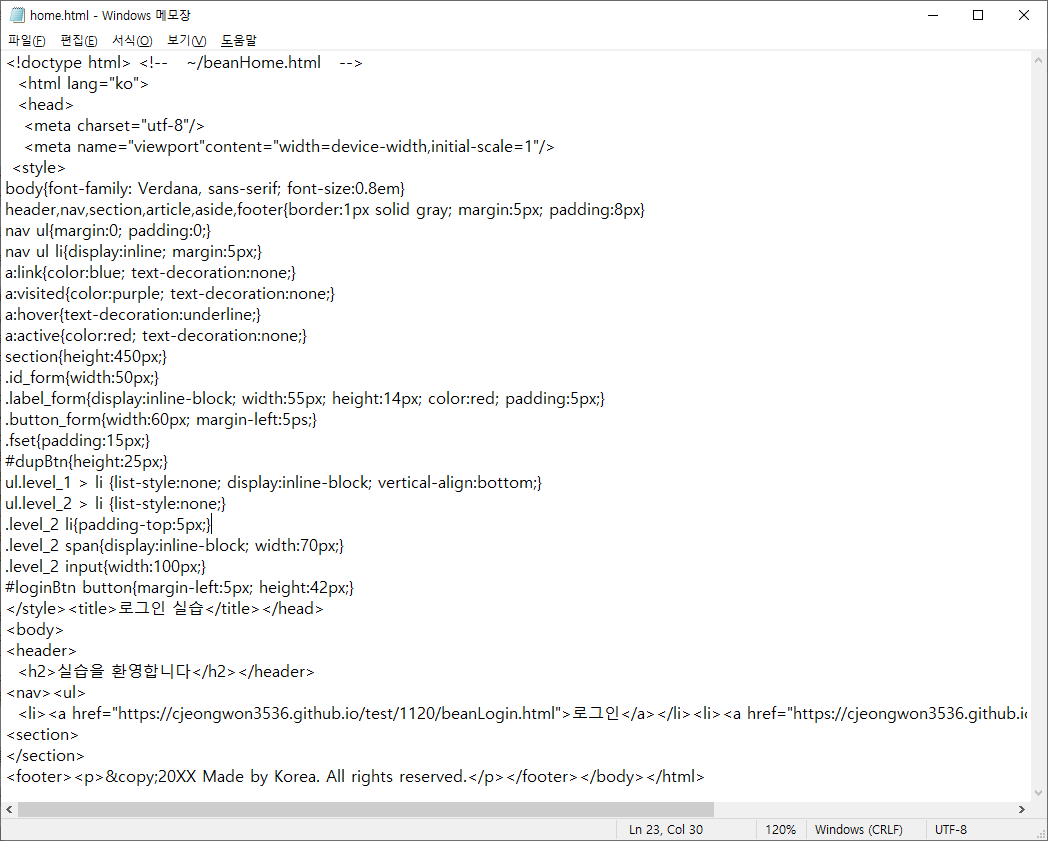 home.html - Windows 메모장
파일(F) 편집(E) 서식(O) 보기(V) 도움말
<!doctype html> <!-- ~/beanHome.html -->
<html lang="ko">
<head>
<meta charset="utf-8"/>
<meta name="viewport"content="width=device-width,initial-scale=1"/>
<style>
body{font-family: Verdana, sans-serif; font-size:0.8em}
header,nav,section,article,aside,footer{border:1px solid gray; margin:5px; padding:8px}
nav ul{margin:0; padding:0;}
nav ul li{display:inline; margin:5px;}
a:link{color:blue; text-decoration:none;}
a:visited{color:purple; text-decoration:none;}
a:hover{text-decoration:underline;}
a:active{color:red; text-decoration:none;}
section{height:450px;}
.id_form{width:50px;}
.label_form{display:inline-block; width:55px; height:14px; color:red; padding:5px;}
.button_form{width:60px; margin-left:5ps;}
.fset{padding:15px;}
#dupBtn{height:25px;}
ul.level_1 > li {list-style:none; display:inline-block; vertical-align:bottom;}
ul.level_2 > li {list-style:none;}
.level_2 li{padding-top:5px;}
.level_2 span{display:inline-block; width:70px;}
.level_2 input{width:100px;}
#loginBtn button{margin-left:5px; height:42px;}
</style><title>로그인 실습</title></head>
<body>
<header>
<h2>실습을 환영합니다</h2></header>
<nav><ul>
<li><a href="https://cjeongwon3536.github.io/test/1120/beanLogin.html">로그인</a></li><li><a href="https://cjeongwon3536.github.io
<section>
</section>
<footer><p>&copy;20XX Made by Korea. All rights reserved.</p></footer></body></html>
Ln 23, Col 30 120% Windows (CRLF) UTF-8